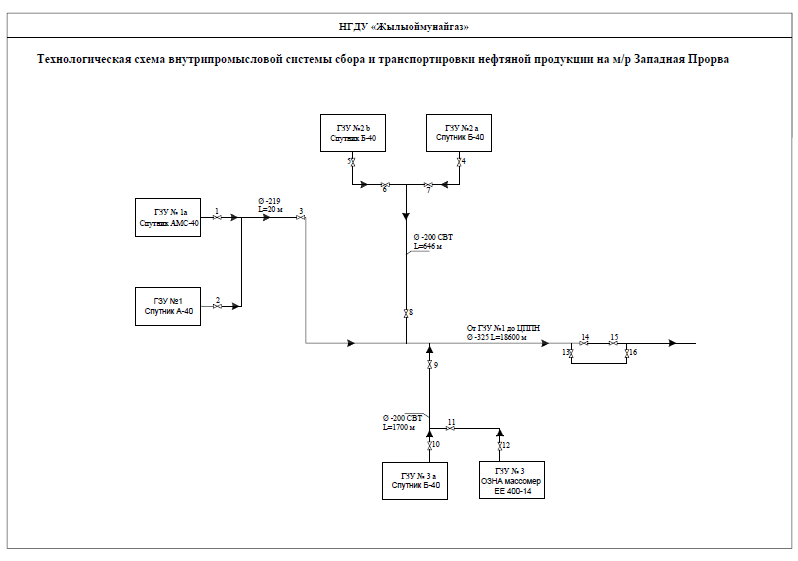 НГДУ «Жылыоймунайгаз»
Технологическая схема внутрипромысловой системы сбора и транспортировки нефтяной продукции на м/р Западная Прорва
ГЗУ №2 b
Спутник Б-40
ГЗУ №2 а
Спутник Б-40
5
4
6
7
ГЗУ № 1а
Спутник АМС-40
1
Ø -219
L=20 м
3
Ø -200 СВТ
L=646 м
ГЗУ №1
Спутник А-40
2
8
От ГЗУ №1 до ЦППН
Ø -325 L=18600 м
14
15
13
16
9
Ø -200 СВТ
L=1700 м
11
10
12
ГЗУ № 3 а
Спутник Б-40
ГЗУ № 3
ОЗНА массомер
ЕЕ 400-14